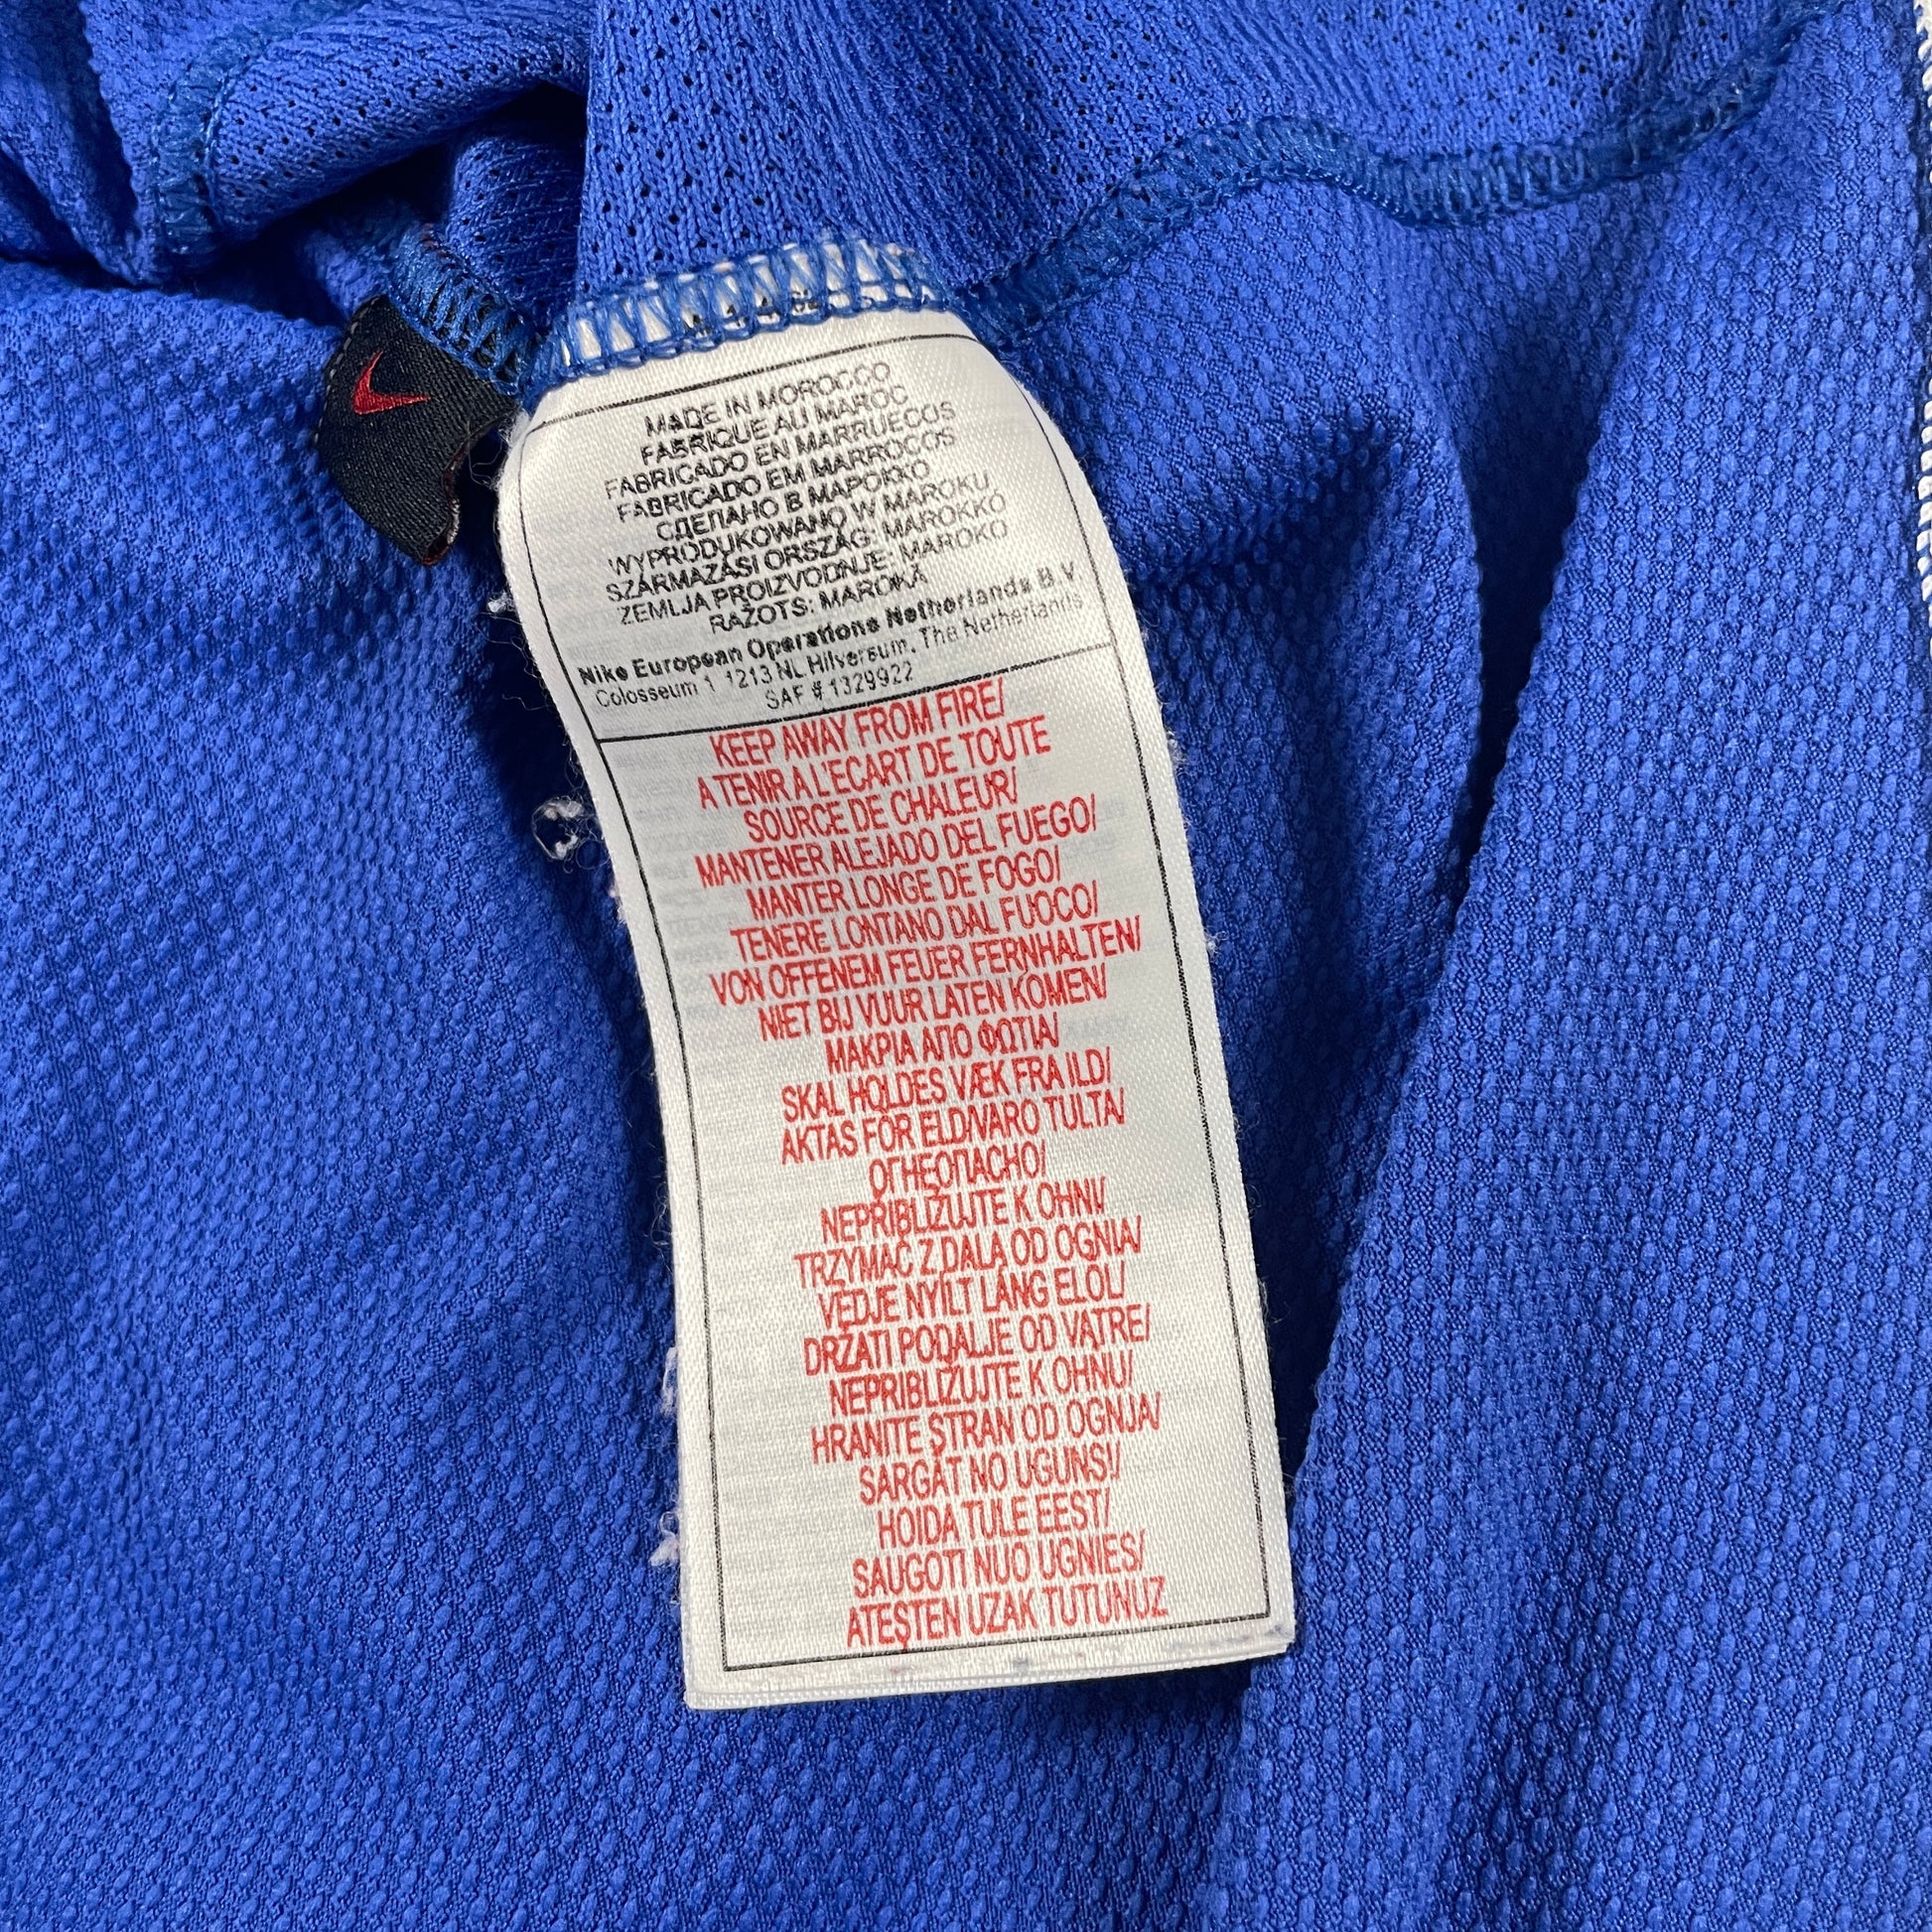 MADE IN MOROCCO
FABRIQUE AU MAROC
FABRICADO EN MARRUECOS
FABRICADO EM MARROCOS
СДЕЛАНО В МАРОККО
WYPRODUKOWANO W MAROKU
SZÁRMAZÁSI ORSZÁG: MAROKKÓ
ZEMLJA PROIZVODNJE: MAROKO
RAŽOTS: MAROKĀ
Nike European Operations Netherlands B.V.
Colosseum 1, 1213 NL Hilversum, The Netherlands
SAF # 1329922
KEEP AWAY FROM FIRE/
A TENIR A L'ECART DE TOUTE
SOURCE DE CHALEUR/
MANTENER ALEJADO DEL FUEGO/
MANTER LONGE DE FOGO/
TENERE LONTANO DAL FUOCO/
VON OFFENEM FEUER FERNHALTEN/
NIET BIJ VUUR LATEN KOMEN/
ΜΑΚΡΙΑ ΑΠΟ ΦΩΤΙΑ/
SKAL HOLDES VÆK FRA ILD/
AKTAS FÖR ELD/VARO TULTA/
ОГНЕОПАСНО/
NEPRIBLIŽUJTE K OHNI/
TRZYMAĆ Z DALA OD OGNIA/
VÉDJE NYÍLT LÁNG ELŐL/
DRŽATI PODALJE OD VATRE/
NEPRIBLIŽUJTE K OHNU/
HRANITE STRAN OD OGNJA/
SARGĀT NO UGUNS!/
HOIDA TULE EEST/
SAUGOTI NUO UGNIES/
ATEŞTEN UZAK TUTUNUZ